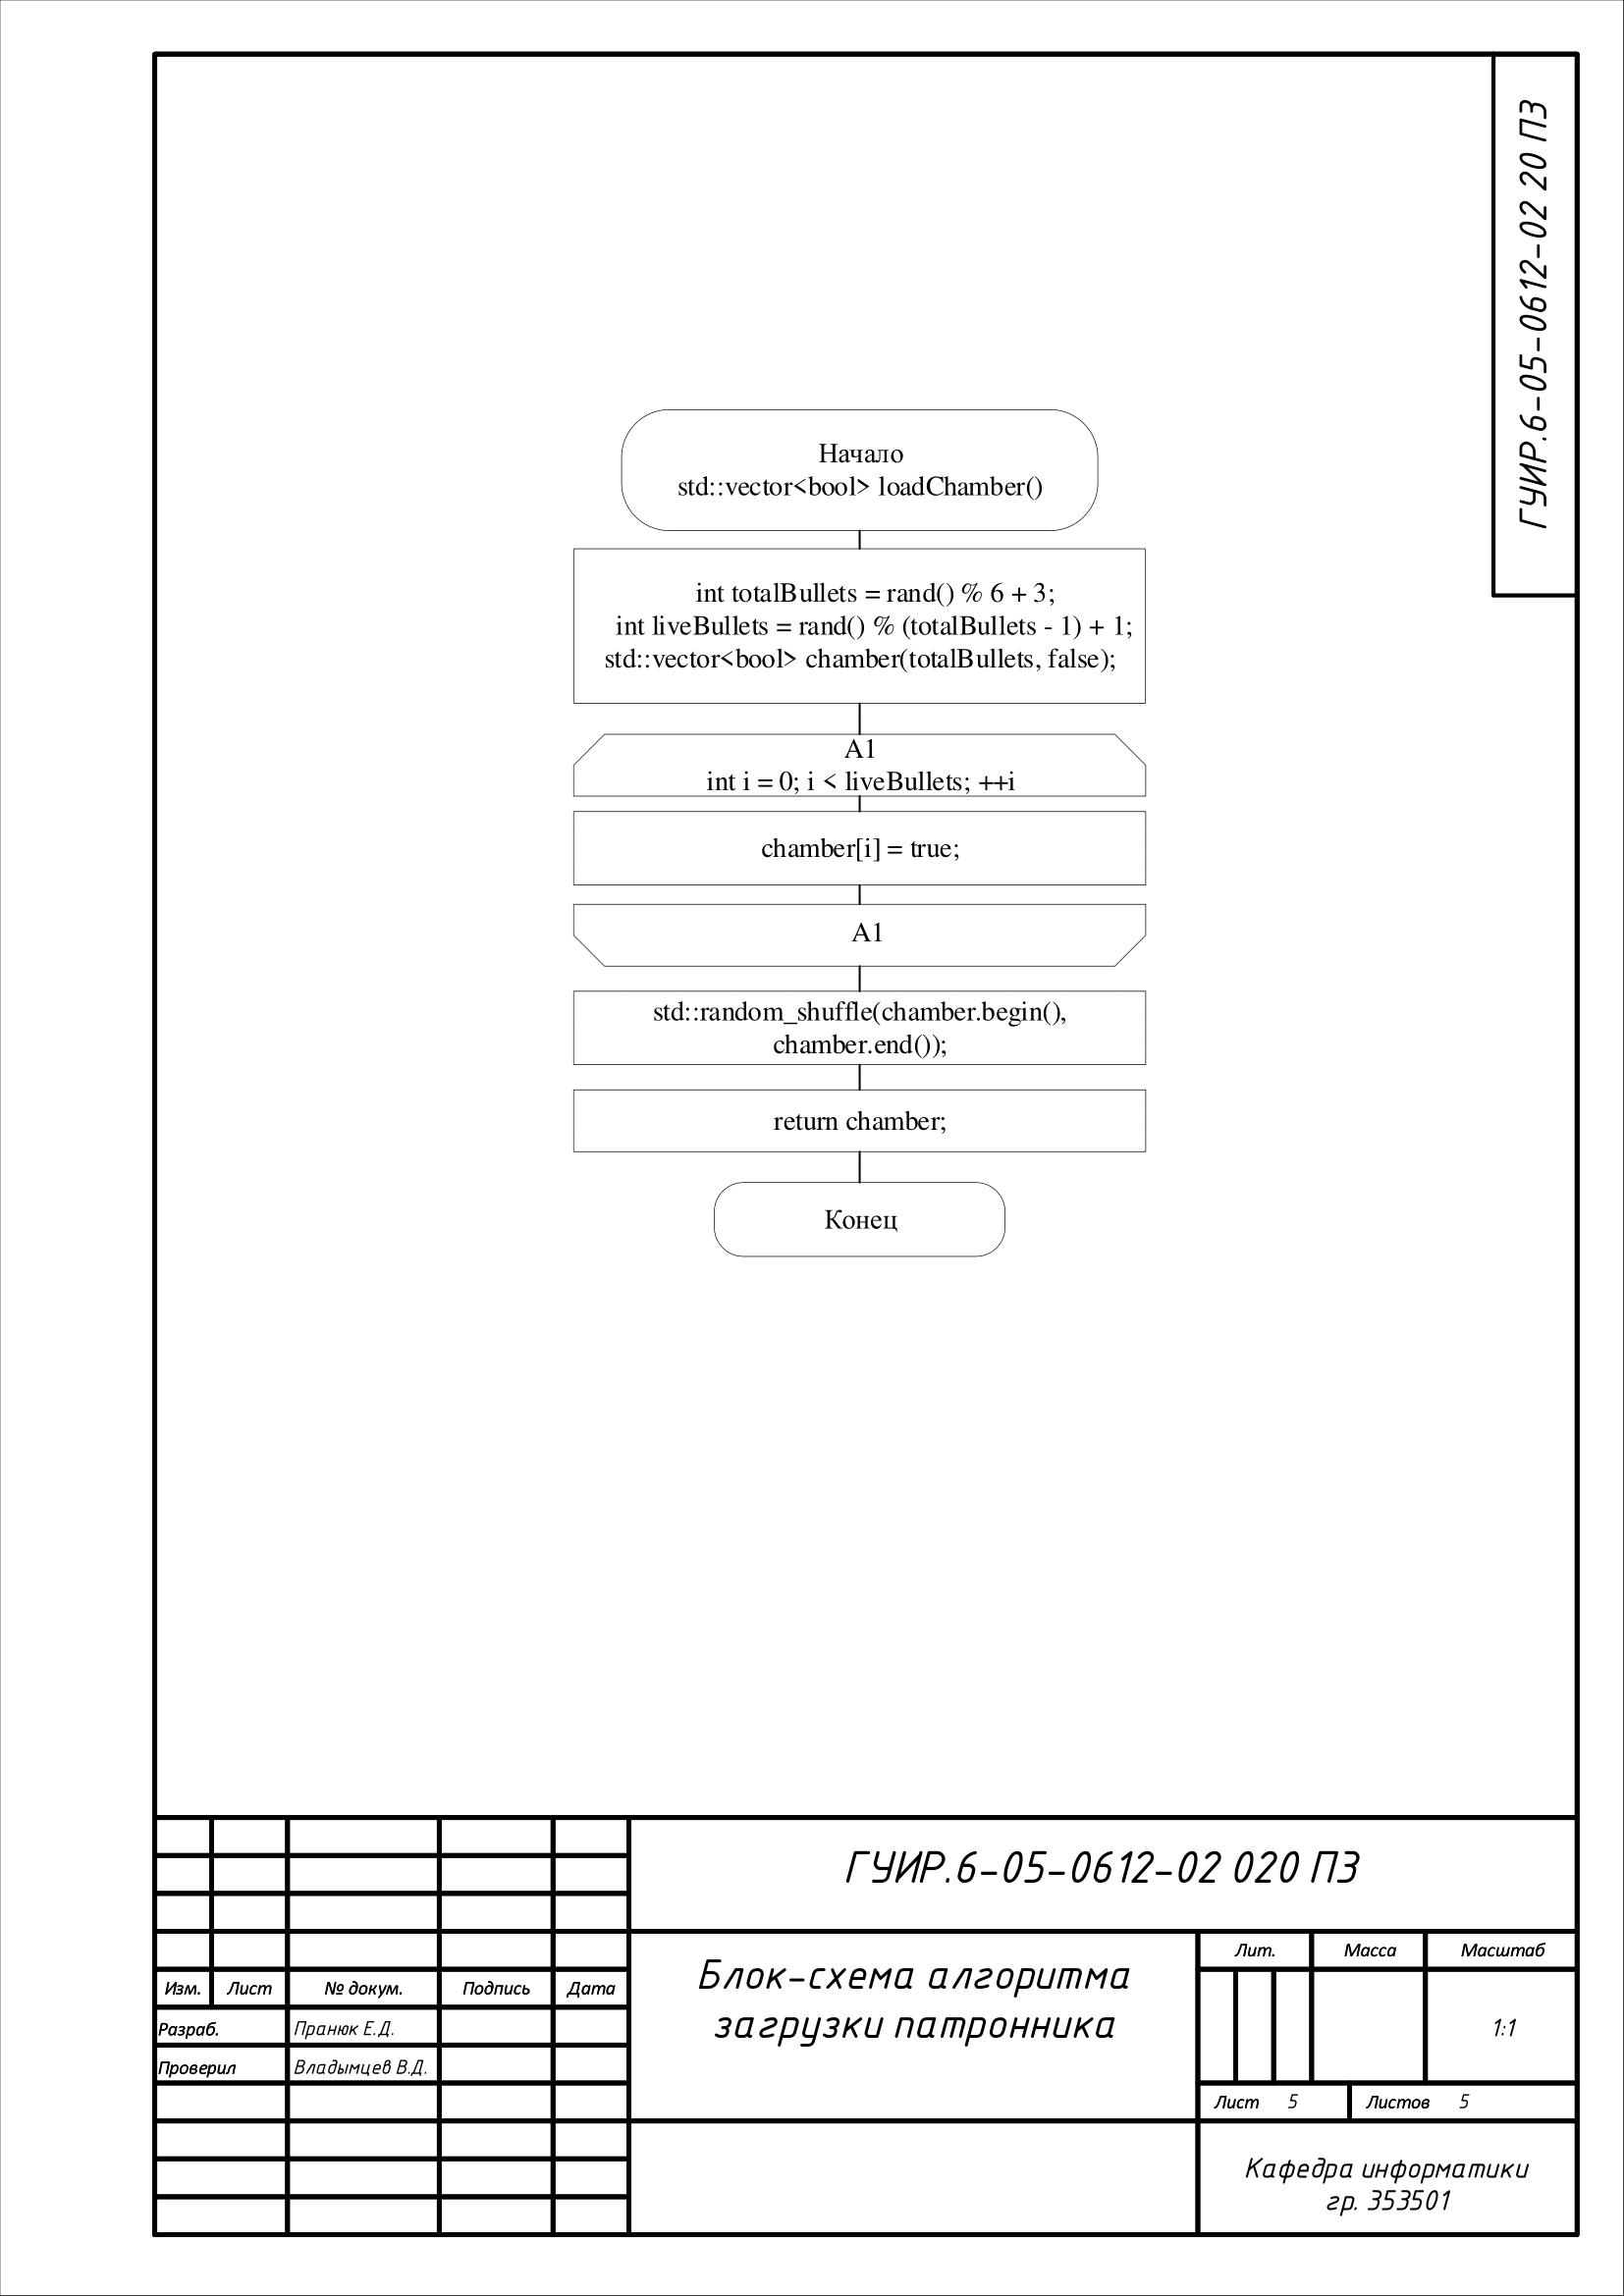 ГУИР.6-05-0612-02 20 ПЗ
Начало
std::vector<bool> loadChamber()
int totalBullets = rand() % 6 + 3;
int liveBullets = rand() % (totalBullets - 1) + 1;
std::vector<bool> chamber(totalBullets, false);
A1
int i = 0; i < liveBullets; ++i
chamber[i] = true;
A1
std::random_shuffle(chamber.begin(),
chamber.end());
return chamber;
Конец
ГУИР.6-05-0612-02 020 ПЗ
Блок-схема алгоритма
загрузки патронника
Лит. Масса Масштаб
1:1
Лист 5 Листов 5
Кафедра информатики
гр. 353501
Изм. Лист № докум. Подпись Дата
Разраб. Пранюк Е.Д.
Проверил Владымцев В.Д.